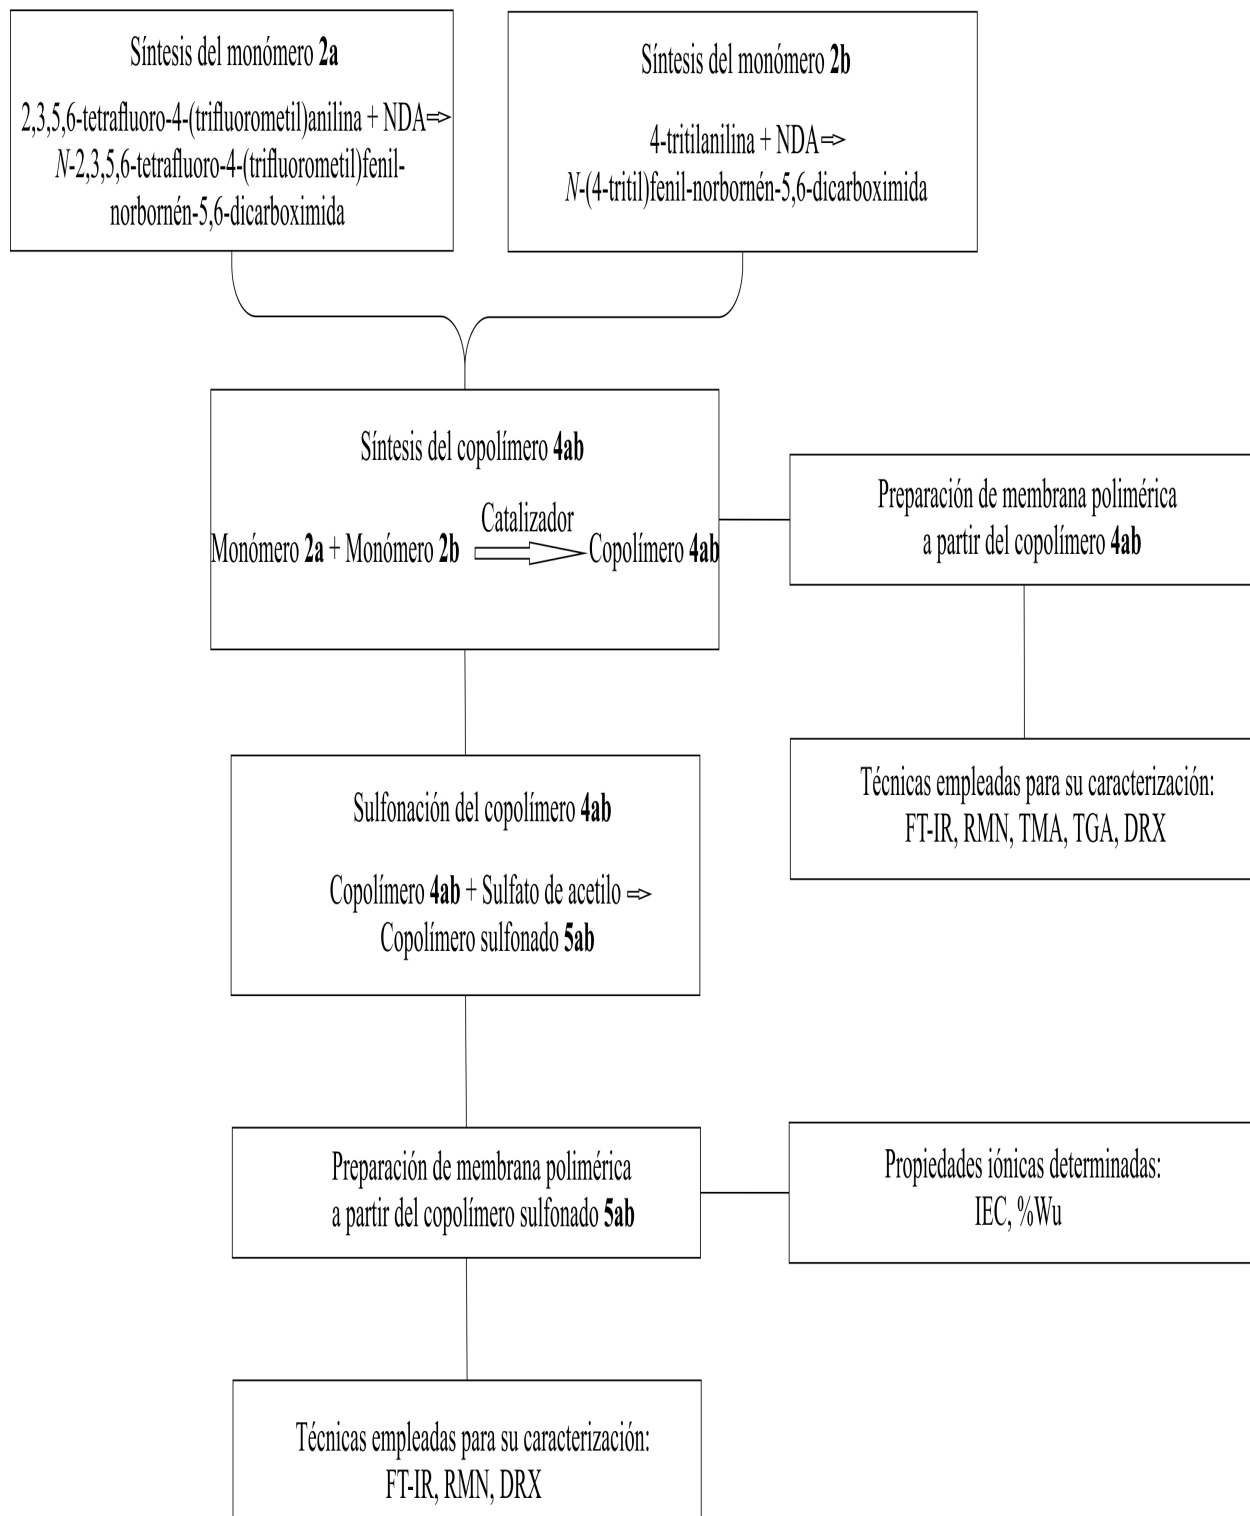 Síntesis del monómero 2a
2,3,5,6-tetrafluoro-4-(trifluorometil)anilina + NDA⇨
N-2,3,5,6-tetrafluoro-4-(trifluorometil)fenil-
norbornén-5,6-dicarboximida
Síntesis del monómero 2b
4-tritilanilina + NDA⇨
N-(4-tritil)fenil-norbornén-5,6-dicarboximida
Síntesis del copolímero 4ab
Catalizador
Monómero 2a + Monómero 2b ⇨ Copolímero 4ab
Preparación de membrana polimérica
a partir del copolímero 4ab
Técnicas empleadas para su caracterización:
FT-IR, RMN, TMA, TGA, DRX
Sulfonación del copolímero 4ab
Copolímero 4ab + Sulfato de acetilo ⇨
Copolímero sulfonado 5ab
Preparación de membrana polimérica
a partir del copolímero sulfonado 5ab
Propiedades iónicas determinadas:
IEC, %Wu
Técnicas empleadas para su caracterización:
FT-IR, RMN, DRX